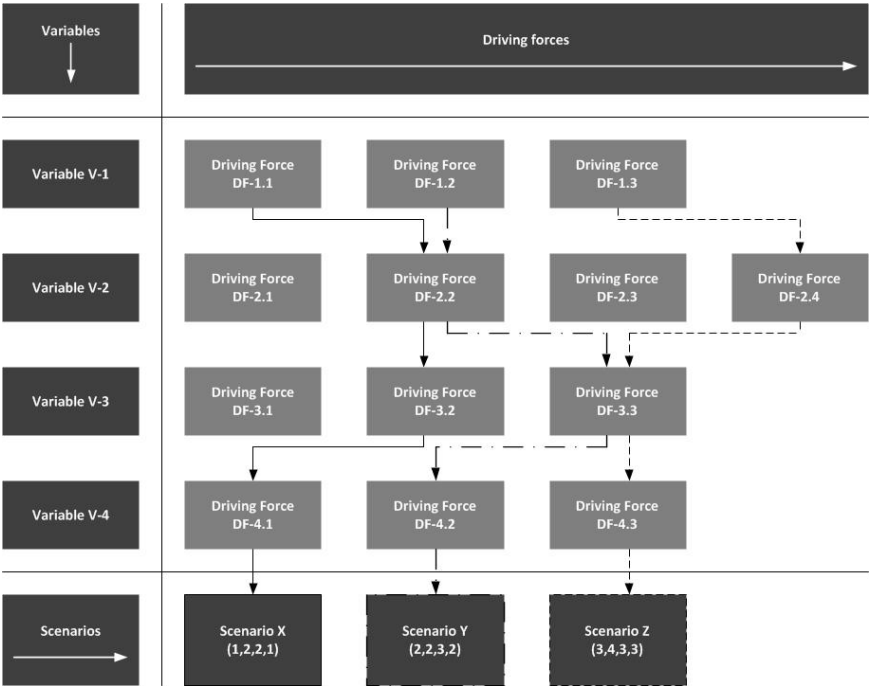 Variables
Driving forces
Variable V-1
Driving Force
DF-1.1
Driving Force
DF-1.2
Driving Force
DF-1.3
Variable V-2
Driving Force
DF-2.1
Driving Force
DF-2.2
Driving Force
DF-2.3
Driving Force
DF-2.4
Variable V-3
Driving Force
DF-3.1
Driving Force
DF-3.2
Driving Force
DF-3.3
Variable V-4
Driving Force
DF-4.1
Driving Force
DF-4.2
Driving Force
DF-4.3
Scenarios
Scenario X
(1,2,2,1)
Scenario Y
(2,2,3,2)
Scenario Z
(3,4,3,3)